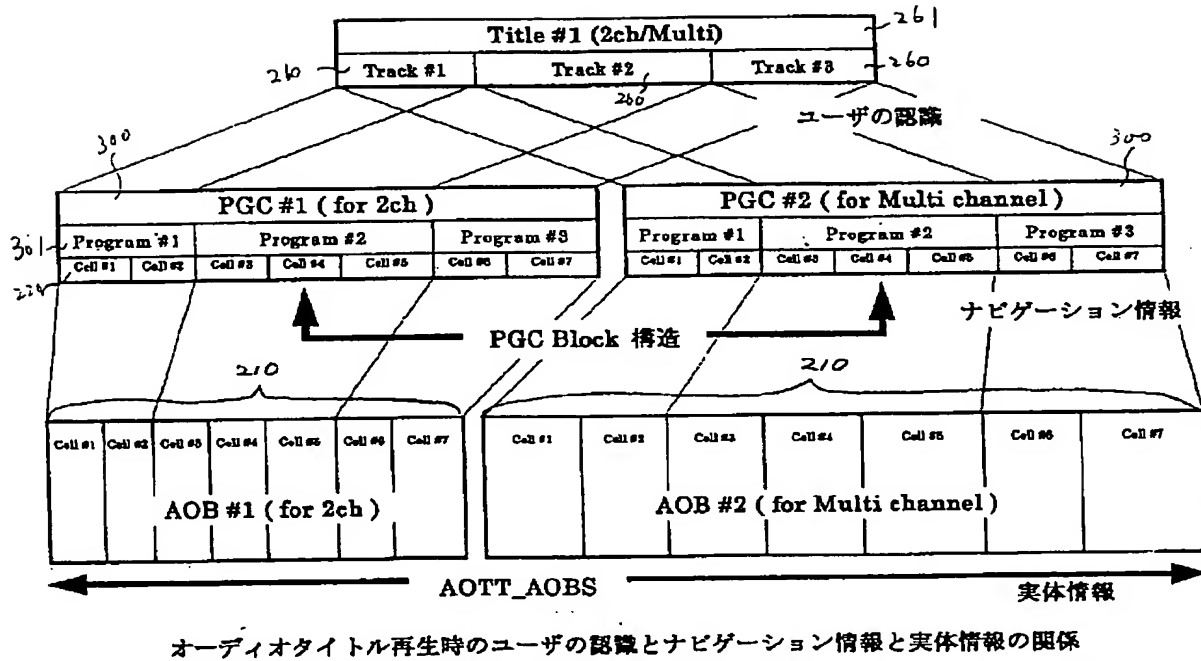 Title #1 (2ch/Multi) 261
260 Track #1 Track #2 Track #3 260
260
ユーザの認識
300 300
PGC #1 ( for 2ch ) PGC #2 ( for Multi channel )
301 Program #1 Program #2 Program #3 Program #1 Program #2 Program #3
Cell #1 Cell #2 Cell #3 Cell #4 Cell #5 Cell #6 Cell #7 Cell #1 Cell #2 Cell #3 Cell #4 Cell #5 Cell #6 Cell #7
ナビゲーション情報
PGC Block 構造
210 210
Cell #1 Cell #2 Cell #3 Cell #4 Cell #5 Cell #6 Cell #7 Cell #1 Cell #2 Cell #3 Cell #4 Cell #5 Cell #6 Cell #7
AOB #1 ( for 2ch ) AOB #2 ( for Multi channel )
AOTT_AOBS 実体情報
オーディオタイトル再生時のユーザの認識とナビゲーション情報と実体情報の関係